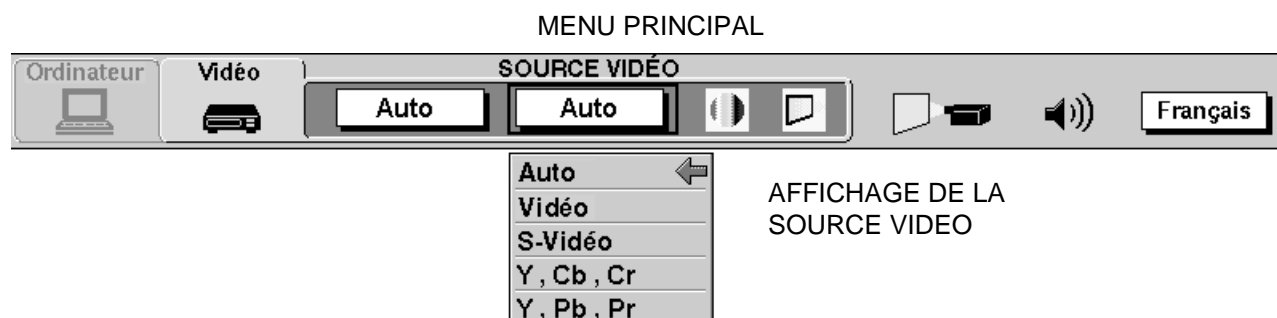 MENU PRINCIPAL
Ordinateur
Vidéo
SOURCE VIDÉO
Auto
Auto
Français
Auto
Vidéo
S-Vidéo
Y , Cb , Cr
Y , Pb , Pr
AFFICHAGE DE LA
SOURCE VIDEO